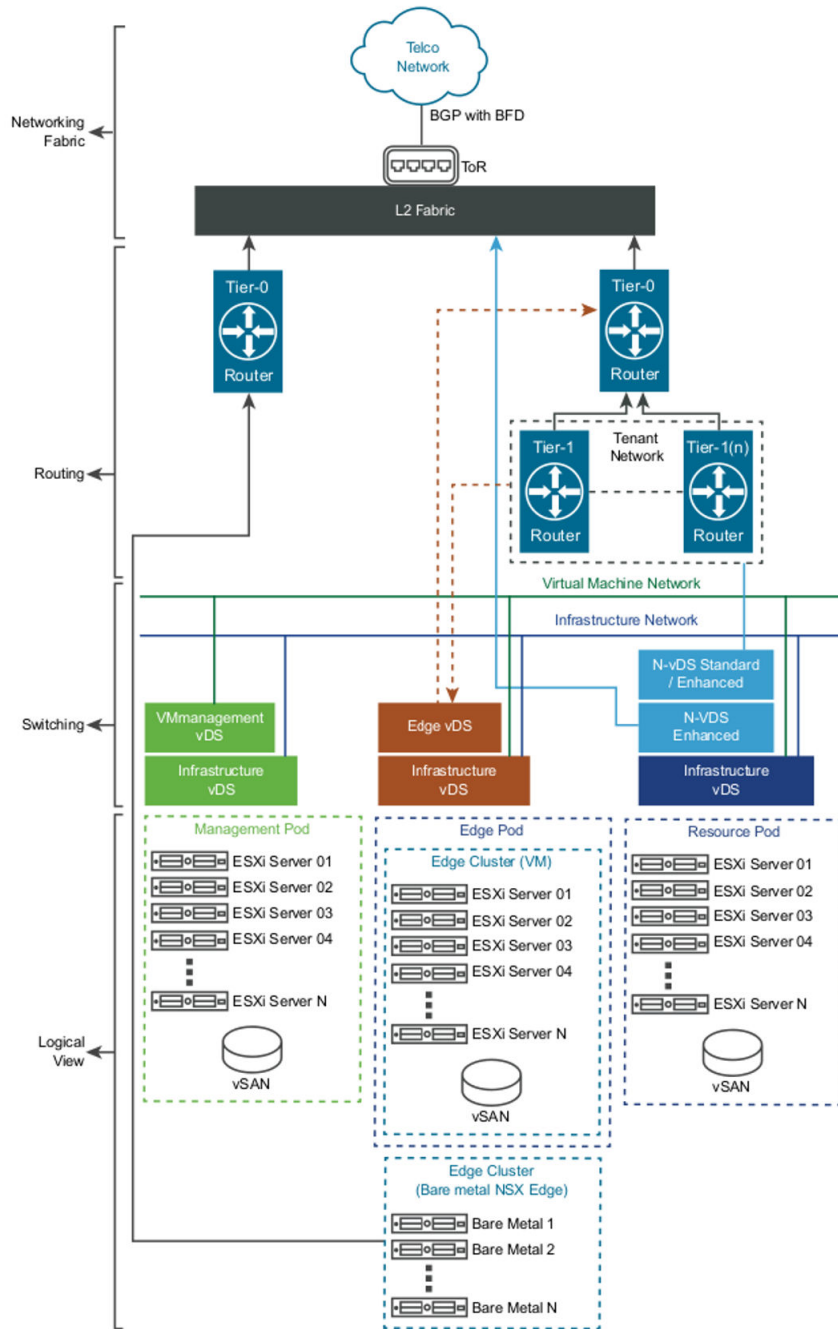 Telco
Network
Networking
Fabric
BGP with BFD
ToR
L2 Fabric
Tier-0
Router
Tier-0
Router
Routing
Tier-1
Router
Tenant
Network
Tier-1(n)
Router
Virtual Machine Network
Infrastructure Network
Switching
VMmanagement
vDS
Infrastructure
vDS
Edge vDS
Infrastructure
vDS
N-vDS Standard
/ Enhanced
N-VDS
Enhanced
Infrastructure
vDS
Logical
View
Management Pod
ESXi Server 01
ESXi Server 02
ESXi Server 03
ESXi Server 04
ESXi Server N
vSAN
Edge Pod
Edge Cluster (VM)
ESXi Server 01
ESXi Server 02
ESXi Server 03
ESXi Server 04
ESXi Server N
vSAN
Resource Pod
ESXi Server 01
ESXi Server 02
ESXi Server 03
ESXi Server 04
ESXi Server N
vSAN
Edge Cluster
(Bare metal NSX Edge)
Bare Metal 1
Bare Metal 2
Bare Metal N